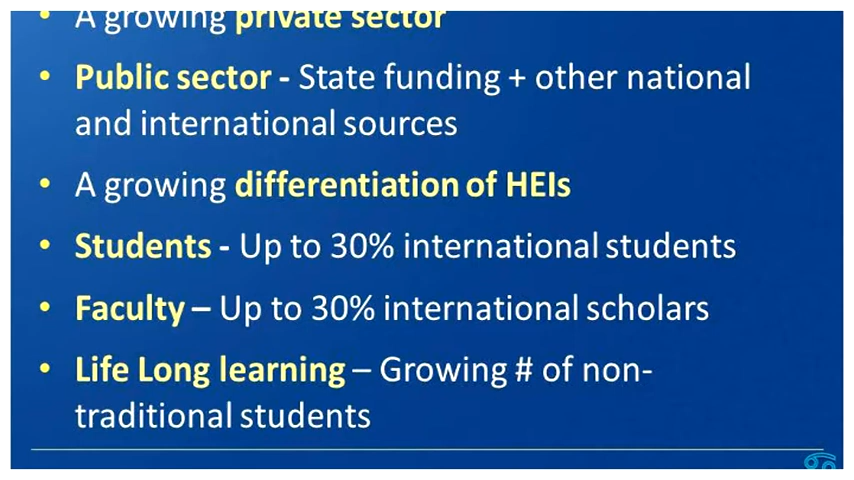 • A growing private sector
• Public sector - State funding + other national
and international sources
• A growing differentiation of HEIs
• Students - Up to 30% international students
• Faculty – Up to 30% international scholars
• Life Long learning – Growing # of non-
traditional students